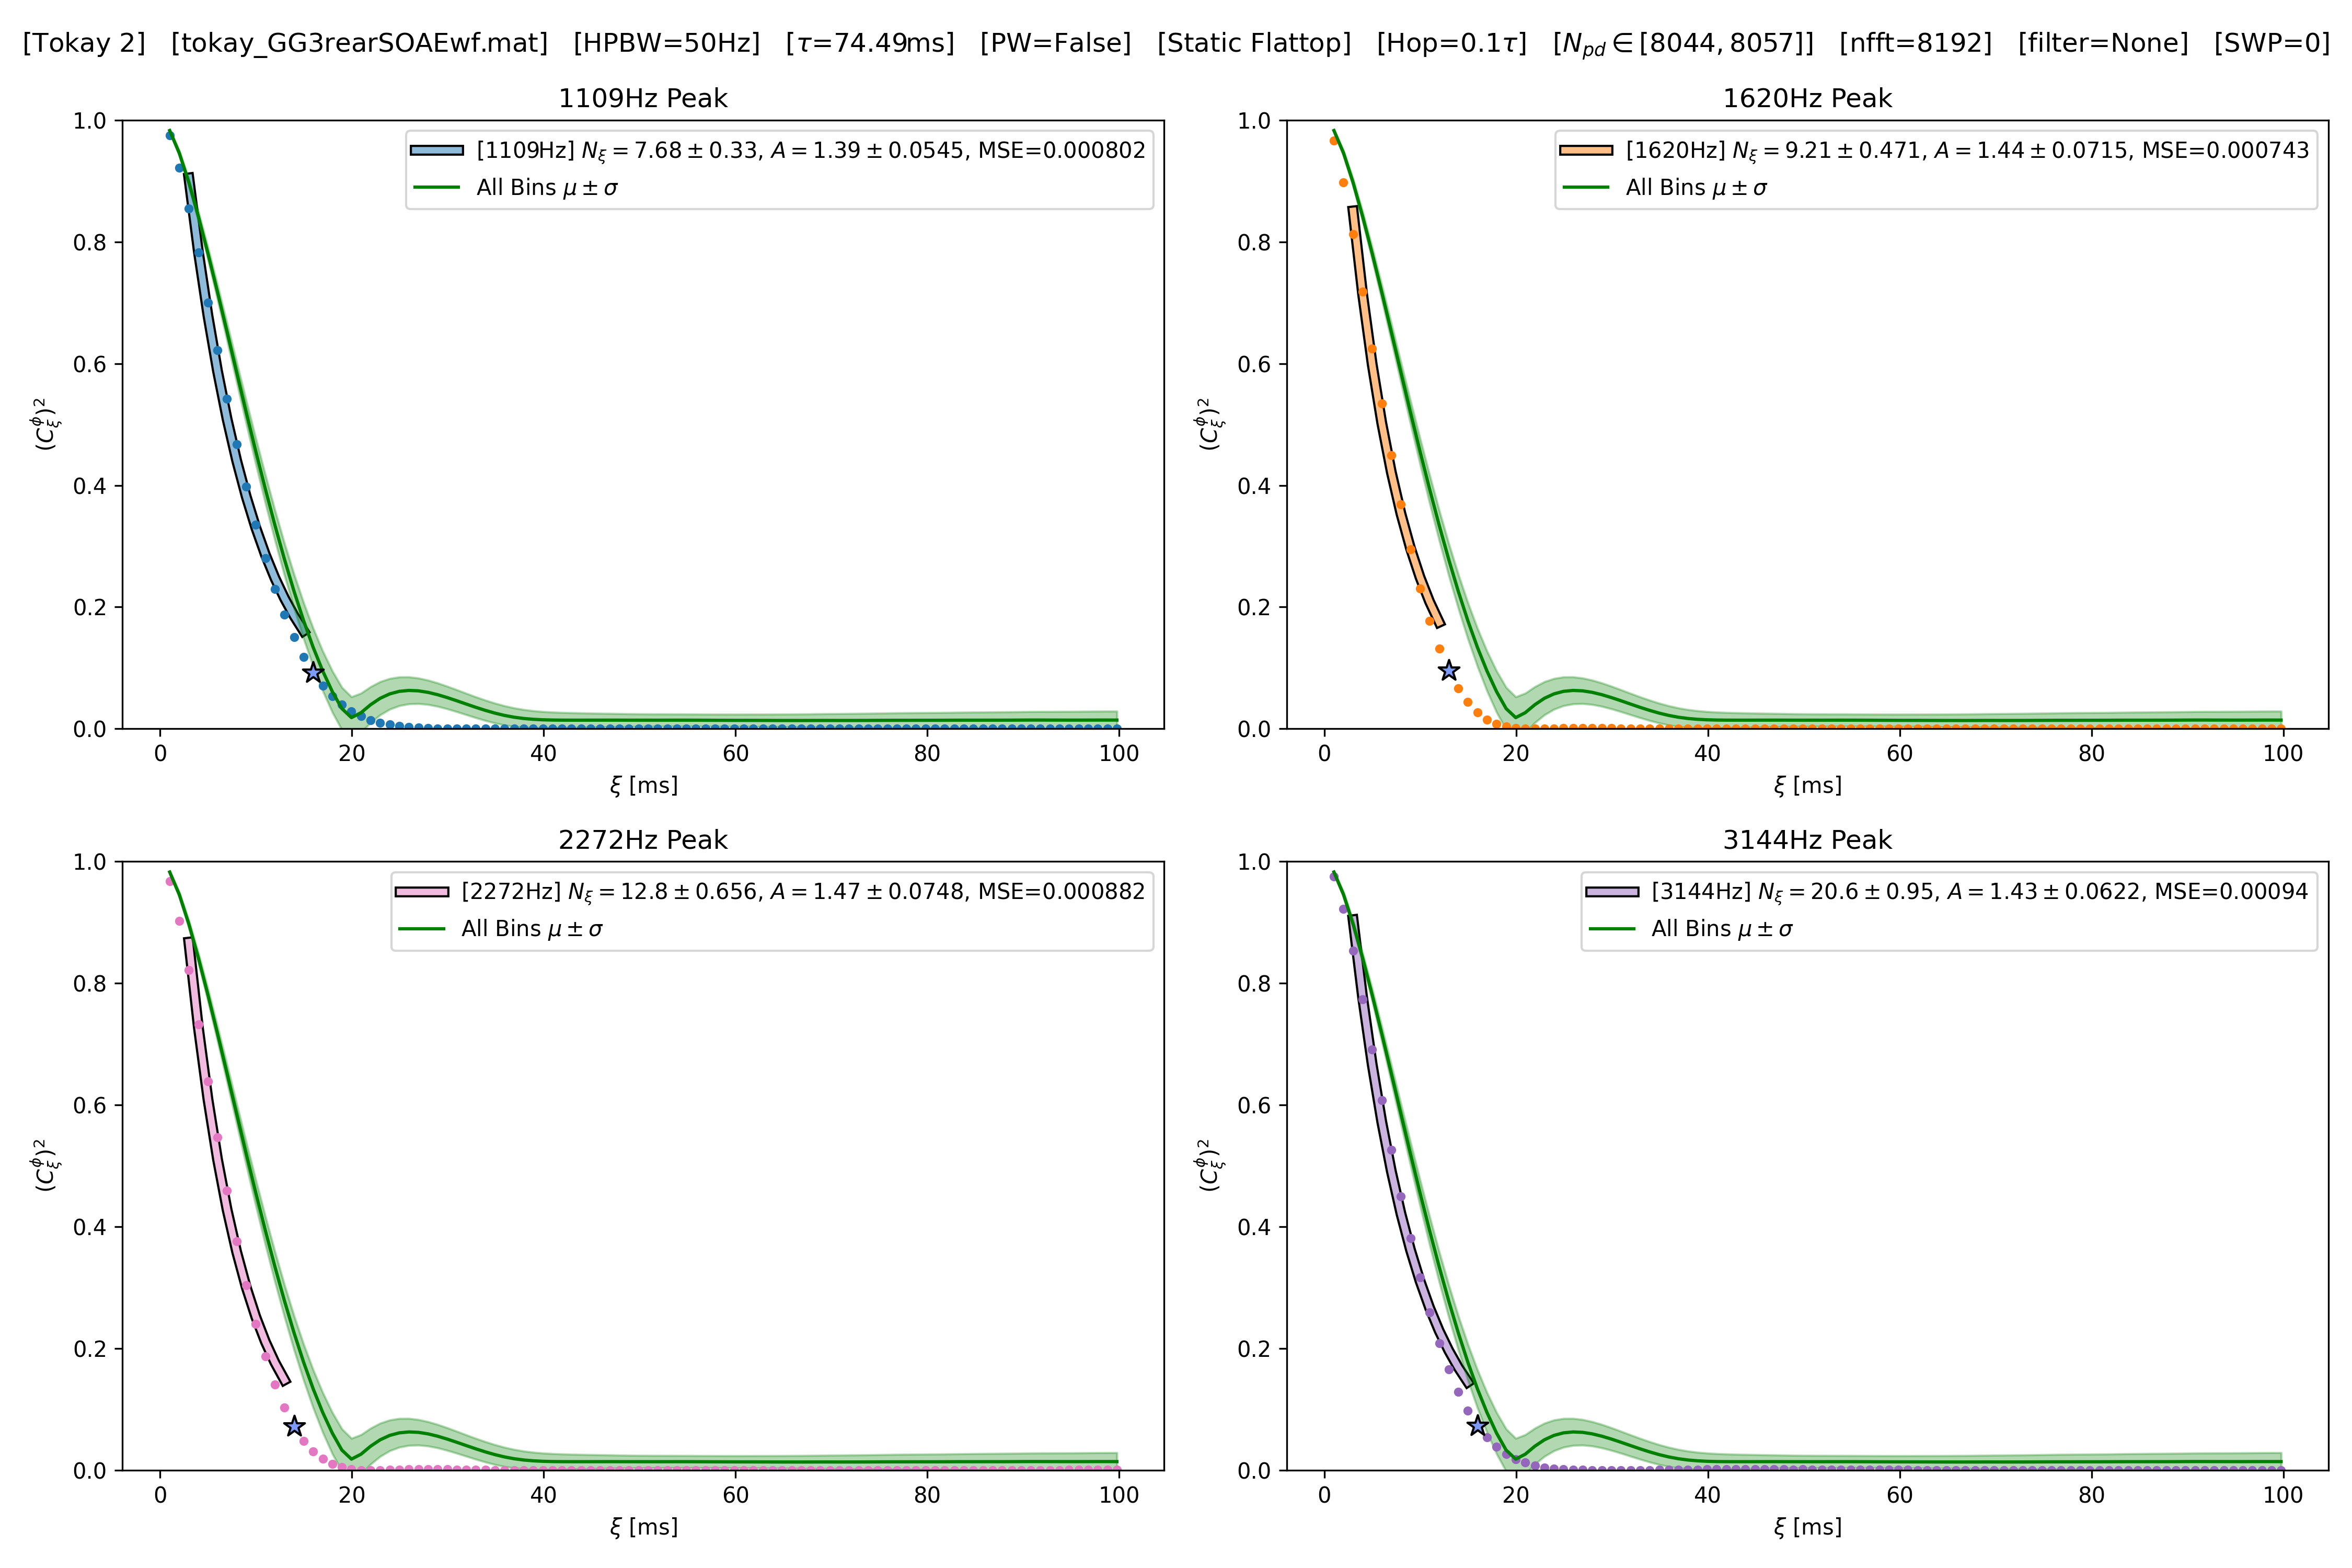 [Tokay 2] [tokay_GG3rearSOAEwf.mat] [HPBW=50Hz] [τ=74.49ms] [PW=False] [Static Flattop] [Hop=0.1τ] [N_pd ∈ [8044, 8057]] [nfft=8192] [filter=None] [SWP=0]
1109Hz Peak
[1109Hz] N_ξ = 7.68 ± 0.33, A = 1.39 ± 0.0545, MSE=0.000802
All Bins μ ± σ
1.0
0.8
0.6
0.4
0.2
0.0
(C_ξ^ϕ)²
0 20 40 60 80 100
ξ [ms]
1620Hz Peak
[1620Hz] N_ξ = 9.21 ± 0.471, A = 1.44 ± 0.0715, MSE=0.000743
All Bins μ ± σ
1.0
0.8
0.6
0.4
0.2
0.0
(C_ξ^ϕ)²
0 20 40 60 80 100
ξ [ms]
2272Hz Peak
[2272Hz] N_ξ = 12.8 ± 0.656, A = 1.47 ± 0.0748, MSE=0.000882
All Bins μ ± σ
1.0
0.8
0.6
0.4
0.2
0.0
(C_ξ^ϕ)²
0 20 40 60 80 100
ξ [ms]
3144Hz Peak
[3144Hz] N_ξ = 20.6 ± 0.95, A = 1.43 ± 0.0622, MSE=0.00094
All Bins μ ± σ
1.0
0.8
0.6
0.4
0.2
0.0
(C_ξ^ϕ)²
0 20 40 60 80 100
ξ [ms]